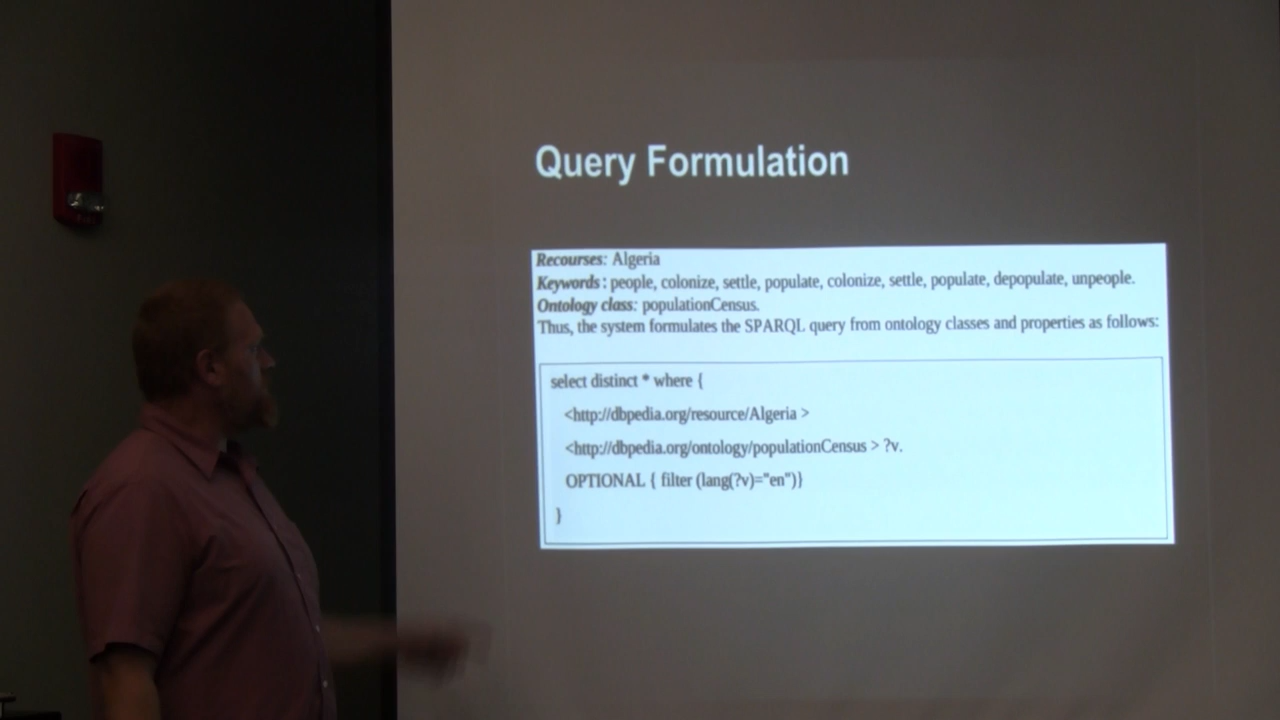 Query Formulation
Recourses: Algeria
Keywords : people, colonize, settle, populate, colonize, settle, populate, depopulate, unpeople.
Ontology class: populationCensus.
Thus, the system formulates the SPARQL query from ontology classes and properties as follows:
select distinct * where {
<http://dbpedia.org/resource/Algeria >
<http://dbpedia.org/ontology/populationCensus > ?v.
OPTIONAL { filter (lang(?v)="en")}
}